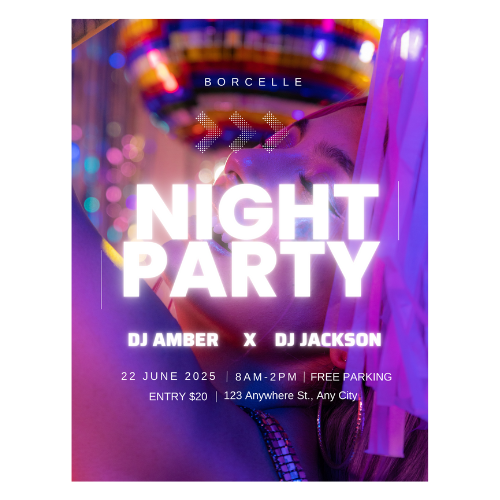 BORCELLE
NIGHT
PARTY
DJ AMBER X DJ JACKSON
22 JUNE 2025 | 8AM-2PM | FREE PARKING
ENTRY $20 | 123 Anywhere St., Any City